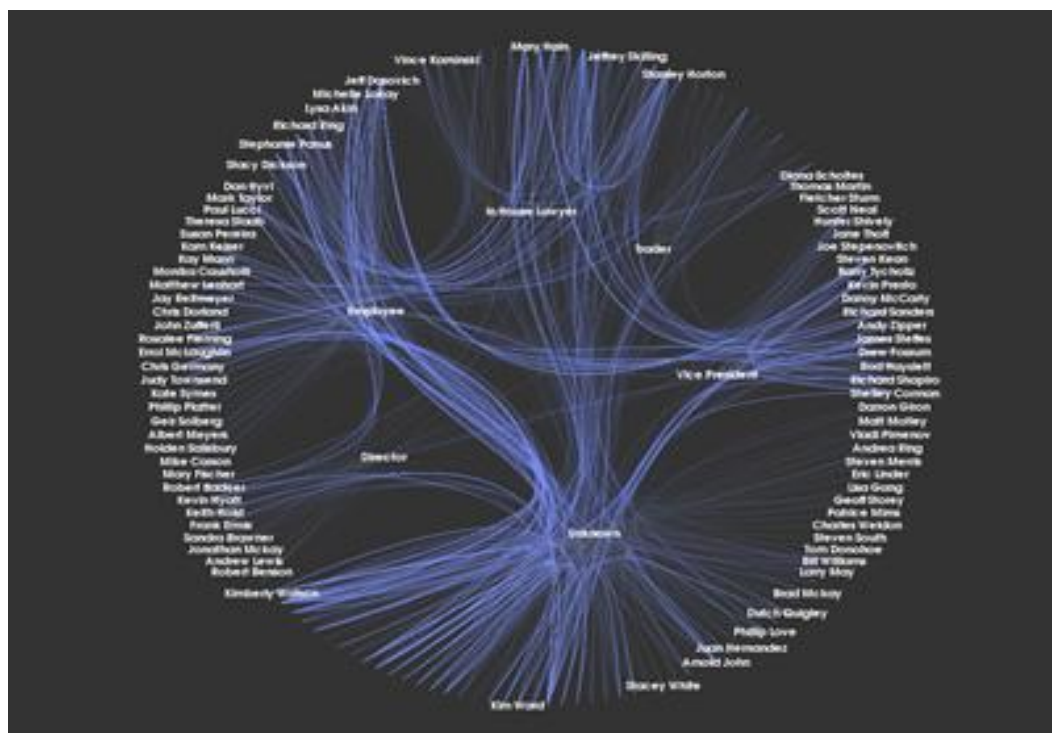 Mary Hain
Jeffrey Skilling
Vince Kaminski
Stanley Horton
Jeff Dasovich
Michelle Lokay
Lysa Akin
Richard Ring
Stephanie Panus
Stacy Dickson
Dan Hyvl
Mark Taylor
Paul Lucci
Theresa Staab
Susan Pereira
Kam Keiser
Kay Mann
Monika Causholli
Matthew Lenhart
Jay Reitmeyer
Chris Dorland
John Zufferli
Rosalee Fleming
Errol McLaughlin
Chris Germany
Judy Townsend
Kate Symes
Phillip Platter
Geir Solberg
Albert Meyers
Holden Salisbury
Mike Carson
Mary Fischer
Robert Badeer
Kevin Hyatt
Keith Holst
Frank Ermis
Sandra Brawner
Jonathan Mckay
Andrew Lewis
Robert Benson
Kimberly Watson
Kim Ward
In House Lawyer
Trader
Employee
Vice President
Director
Unknown
Diana Scholtes
Thomas Martin
Fletcher Sturm
Scott Neal
Hunter Shively
Jane Tholt
Joe Stepenovitch
Steven Kean
Barry Tycholiz
Kevin Presto
Danny McCarty
Richard Sanders
Andy Zipper
James Steffes
Drew Fossum
Rod Hayslett
Richard Shapiro
Shelley Corman
Darron Giron
Matt Motley
Vladi Pimenov
Andrea Ring
Steven Merris
Eric Linder
Lisa Gang
Geoff Storey
Patrice Mims
Charles Weldon
Steven South
Tom Donohoe
Bill Williams
Larry May
Brad Mckay
Dutch Quigley
Phillip Love
Juan Hernandez
Arnold John
Stacey White